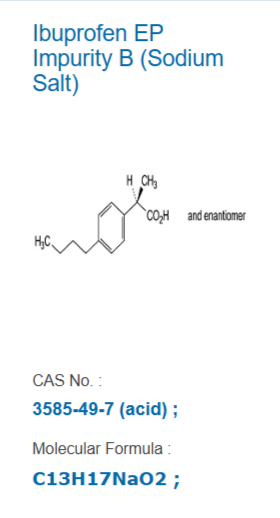 Ibuprofen EP
Impurity B (Sodium
Salt)
H CH₃
CO₂H and enantiomer
H₃C
CAS No. :
3585-49-7 (acid) ;
Molecular Formula :
C13H17NaO2 ;